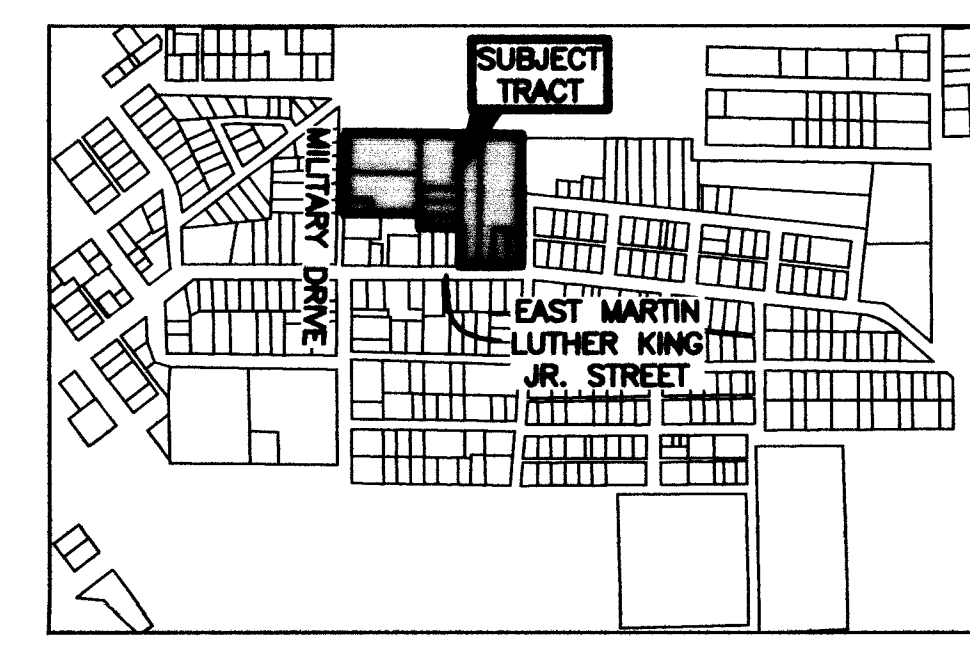 SUBJECT
TRACT
MILITARY DRIVE
EAST MARTIN
LUTHER KING
JR. STREET